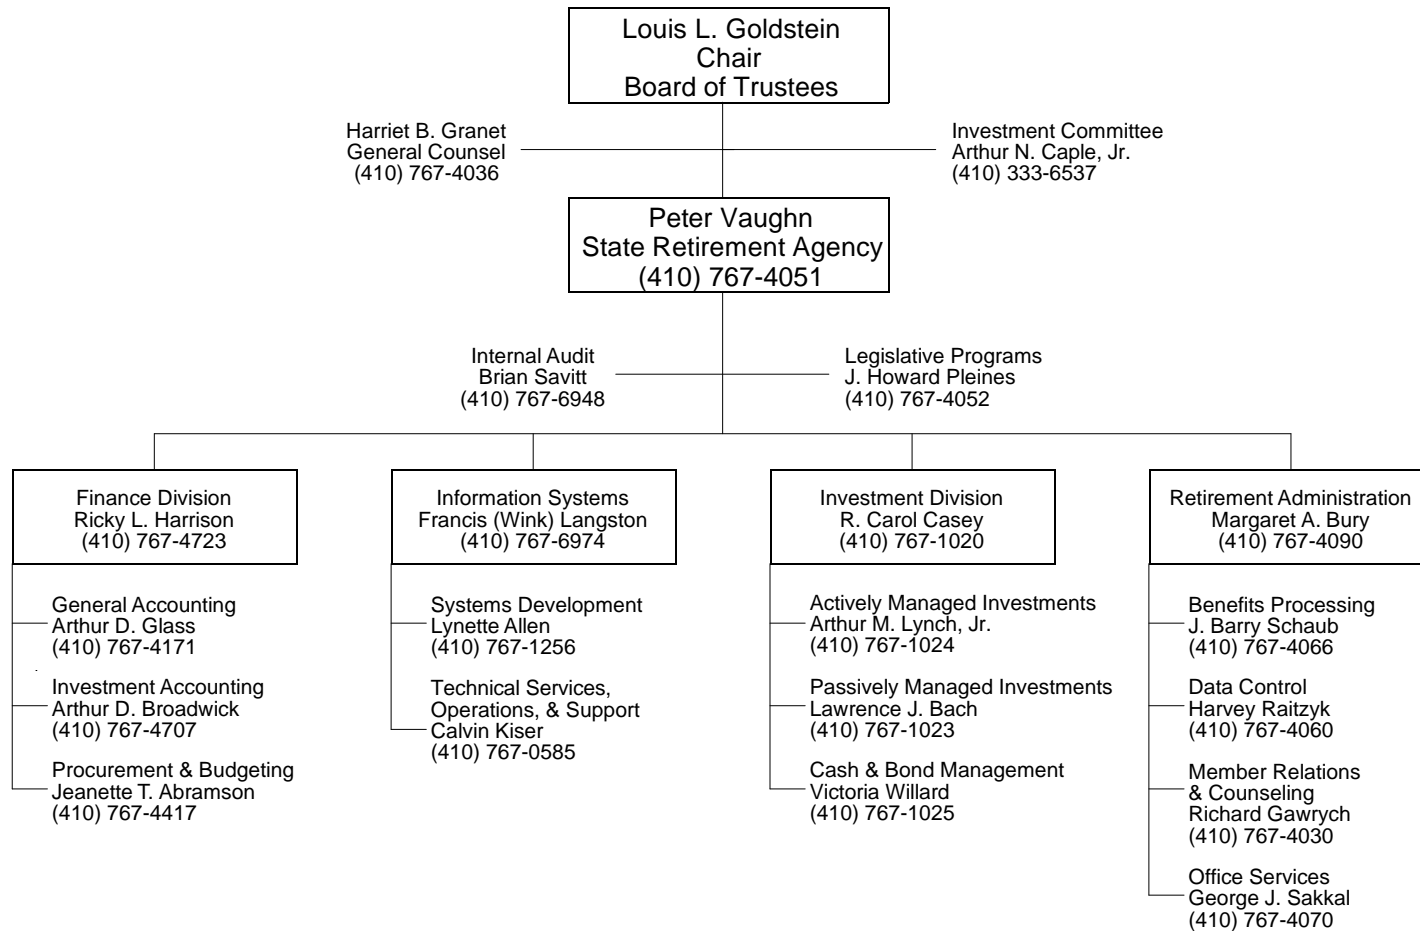 Louis L. Goldstein
Chair
Board of Trustees
Harriet B. Granet
General Counsel
(410) 767-4036
Investment Committee
Arthur N. Caple, Jr.
(410) 333-6537
Peter Vaughn
State Retirement Agency
(410) 767-4051
Internal Audit
Brian Savitt
(410) 767-6948
Legislative Programs
J. Howard Pleines
(410) 767-4052
Finance Division
Ricky L. Harrison
(410) 767-4723
General Accounting
Arthur D. Glass
(410) 767-4171
Investment Accounting
Arthur D. Broadwick
(410) 767-4707
Procurement & Budgeting
Jeanette T. Abramson
(410) 767-4417
Information Systems
Francis (Wink) Langston
(410) 767-6974
Systems Development
Lynette Allen
(410) 767-1256
Technical Services,
Operations, & Support
Calvin Kiser
(410) 767-0585
Investment Division
R. Carol Casey
(410) 767-1020
Actively Managed Investments
Arthur M. Lynch, Jr.
(410) 767-1024
Passively Managed Investments
Lawrence J. Bach
(410) 767-1023
Cash & Bond Management
Victoria Willard
(410) 767-1025
Retirement Administration
Margaret A. Bury
(410) 767-4090
Benefits Processing
J. Barry Schaub
(410) 767-4066
Data Control
Harvey Raitzyk
(410) 767-4060
Member Relations
& Counseling
Richard Gawrych
(410) 767-4030
Office Services
George J. Sakkal
(410) 767-4070